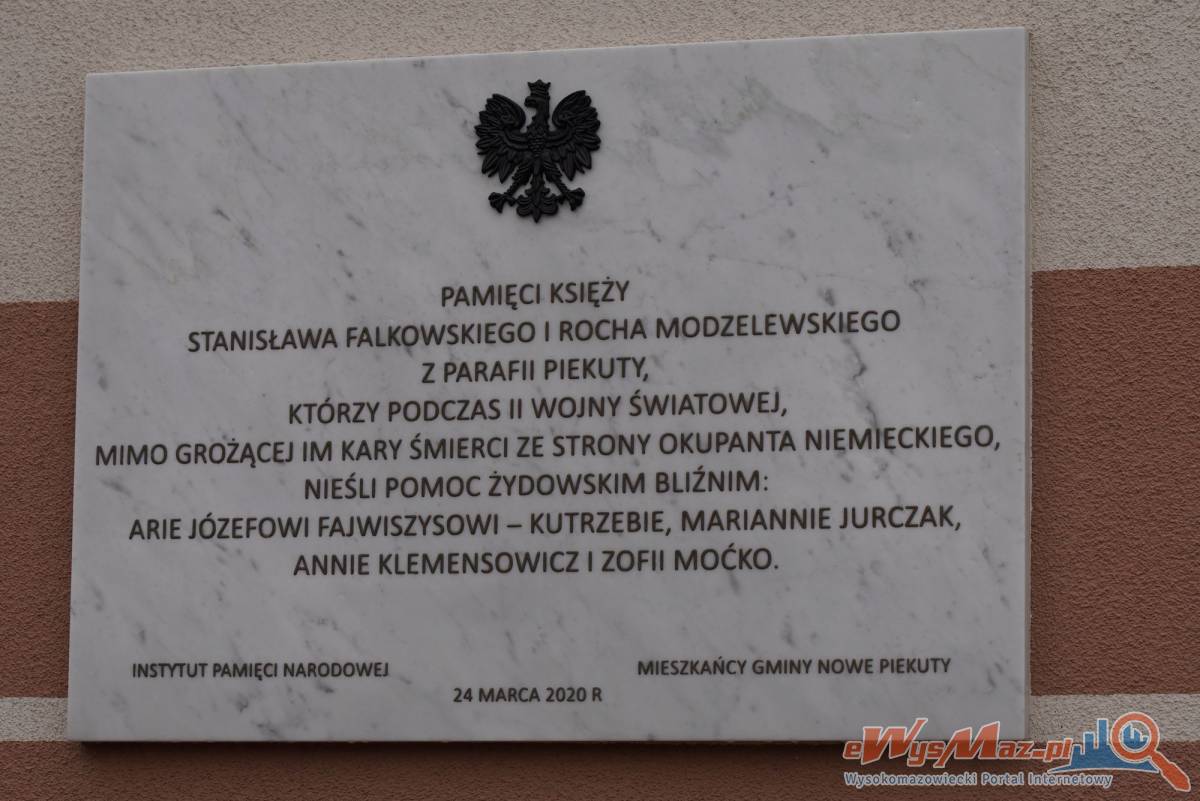 PAMIĘCI KSIĘŻY
STANISŁAWA FALKOWSKIEGO I ROCHA MODZELEWSKIEGO
Z PARAFII PIEKUTY,
KTÓRZY PODCZAS II WOJNY ŚWIATOWEJ,
MIMO GROŻĄCEJ IM KARY ŚMIERCI ZE STRONY OKUPANTA NIEMIECKIEGO,
NIEŚLI POMOC ŻYDOWSKIM BLIŹNIM:
ARIE JÓZEFOWI FAJWISZYSOWI – KUTRZEBIE, MARIANNIE JURCZAK,
ANNIE KLEMENSOWICZ I ZOFII MOĆKO.
INSTYTUT PAMIĘCI NARODOWEJ
MIESZKAŃCY GMINY NOWE PIEKUTY
24 MARCA 2020 R
eWysMaz.pl
Wysokomazowiecki Portal Internetowy